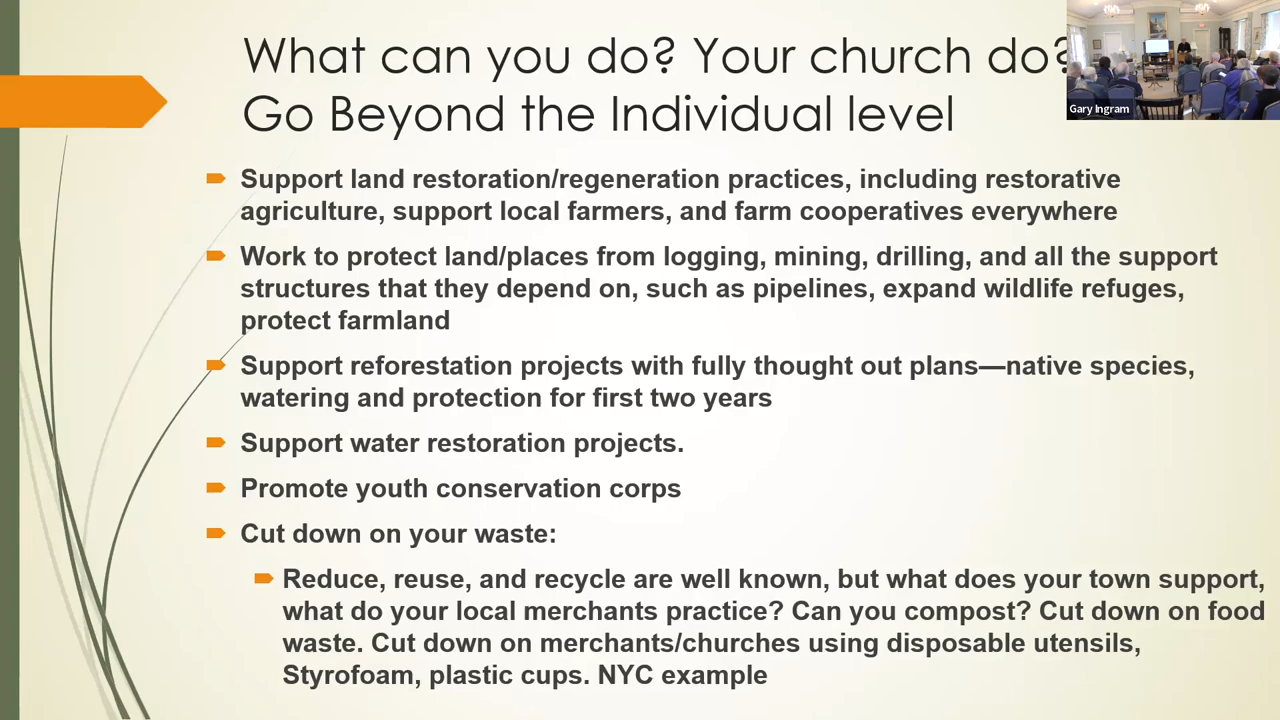 What can you do? Your church do?
Go Beyond the Individual level
Gary Ingram
Support land restoration/regeneration practices, including restorative
agriculture, support local farmers, and farm cooperatives everywhere
Work to protect land/places from logging, mining, drilling, and all the support
structures that they depend on, such as pipelines, expand wildlife refuges,
protect farmland
Support reforestation projects with fully thought out plans—native species,
watering and protection for first two years
Support water restoration projects.
Promote youth conservation corps
Cut down on your waste:
Reduce, reuse, and recycle are well known, but what does your town support,
what do your local merchants practice? Can you compost? Cut down on food
waste. Cut down on merchants/churches using disposable utensils,
Styrofoam, plastic cups. NYC example